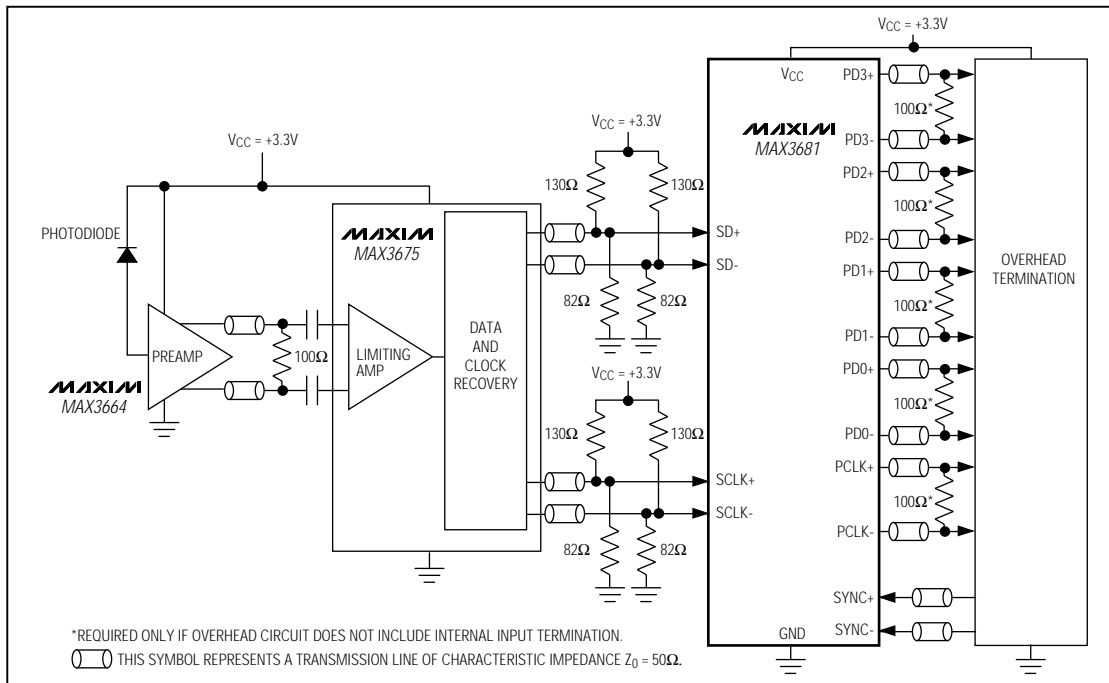 VCC = +3.3V
VCC
PD3+
100Ω*
PD3-
MAXIM
MAX3681
PD2+
100Ω*
PD2-
PD1+
100Ω*
PD1-
PD0+
100Ω*
PD0-
PCLK+
100Ω*
PCLK-
SYNC+
SYNC-
GND
OVERHEAD
TERMINATION
VCC = +3.3V
130Ω
130Ω
SD+
SD-
82Ω
82Ω
VCC = +3.3V
130Ω
130Ω
SCLK+
SCLK-
82Ω
82Ω
VCC = +3.3V
PHOTODIODE
MAXIM
MAX3675
PREAMP
100Ω
LIMITING
AMP
DATA
AND
CLOCK
RECOVERY
MAXIM
MAX3664
*REQUIRED ONLY IF OVERHEAD CIRCUIT DOES NOT INCLUDE INTERNAL INPUT TERMINATION.
THIS SYMBOL REPRESENTS A TRANSMISSION LINE OF CHARACTERISTIC IMPEDANCE Z0 = 50Ω.